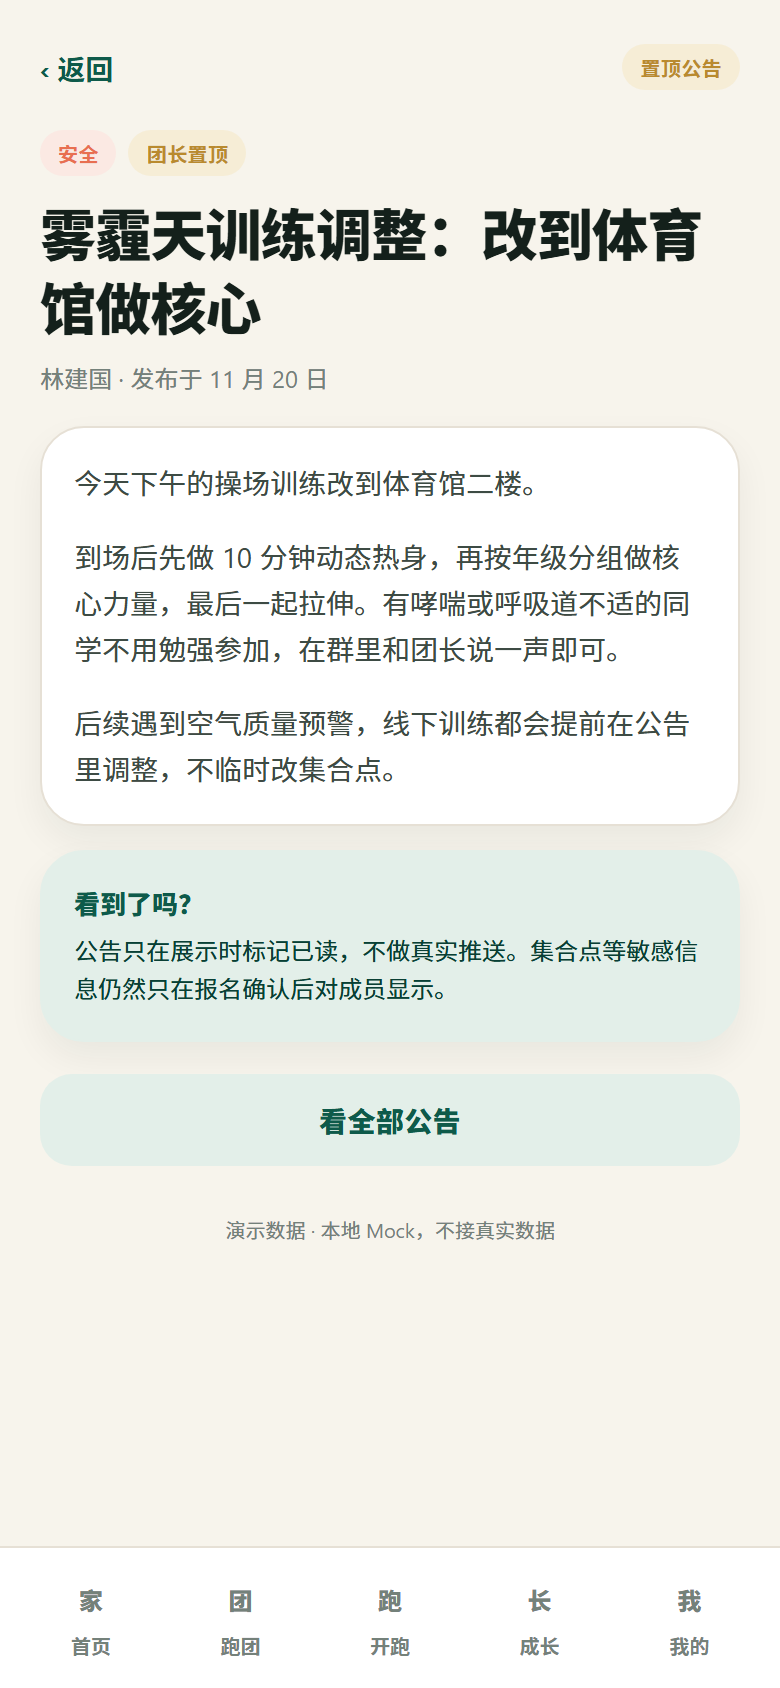 ‹ 返回
置顶公告
安全
团长置顶
雾霾天训练调整：改到体育
馆做核心
林建国 · 发布于 11 月 20 日
今天下午的操场训练改到体育馆二楼。
到场后先做 10 分钟动态热身，再按年级分组做核
心力量，最后一起拉伸。有哮喘或呼吸道不适的同
学不用勉强参加，在群里和团长说一声即可。
后续遇到空气质量预警，线下训练都会提前在公告
里调整，不临时改集合点。
看到了吗？
公告只在展示时标记已读，不做真实推送。集合点等敏感信
息仍然只在报名确认后对成员显示。
看全部公告
演示数据 · 本地 Mock，不接真实数据
家
团
跑
长
我
首页
跑团
开跑
成长
我的